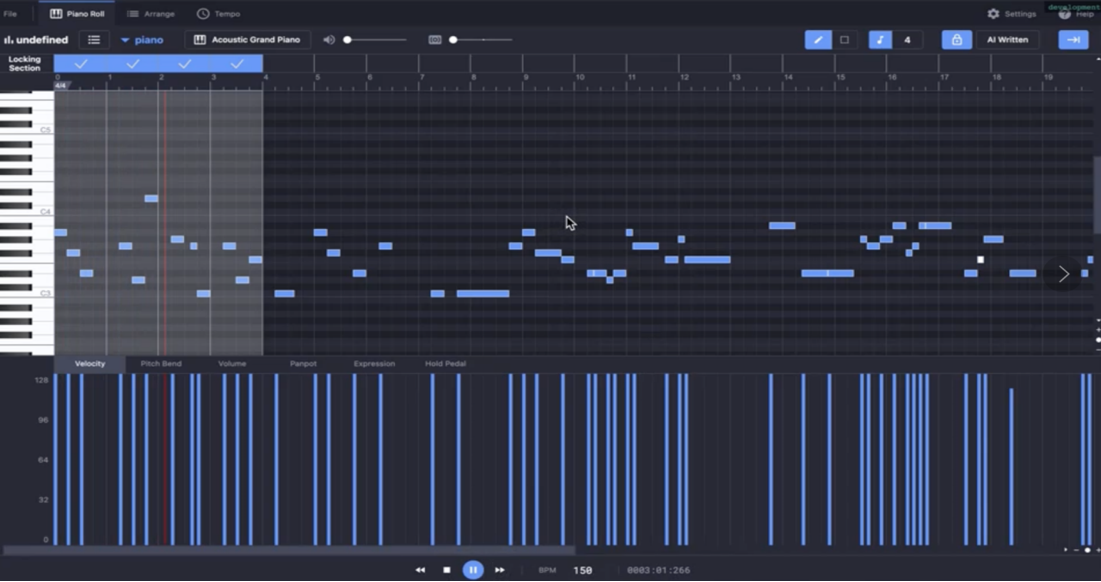 File Piano Roll Arrange Tempo Settings Help
development
undefined piano Acoustic Grand Piano 4 AI Written
Locking
Section
0 1 2 3 4 5 6 7 8 9 10 11 12 13 14 15 16 17 18 19
4/4
C5
C4
C3
Velocity Pitch Bend Volume Panpot Expression Hold Pedal
128
96
64
32
0
BPM 150 0003:01:266